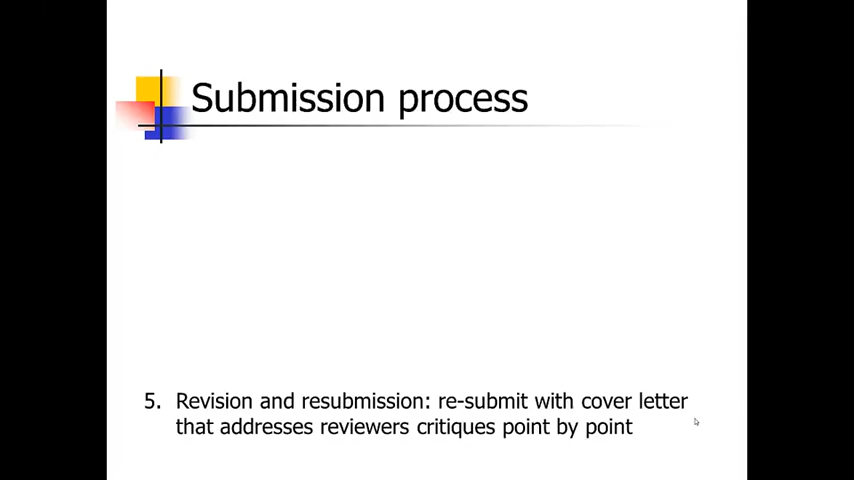 Submission process
5. Revision and resubmission: re-submit with cover letter
that addresses reviewers critiques point by point